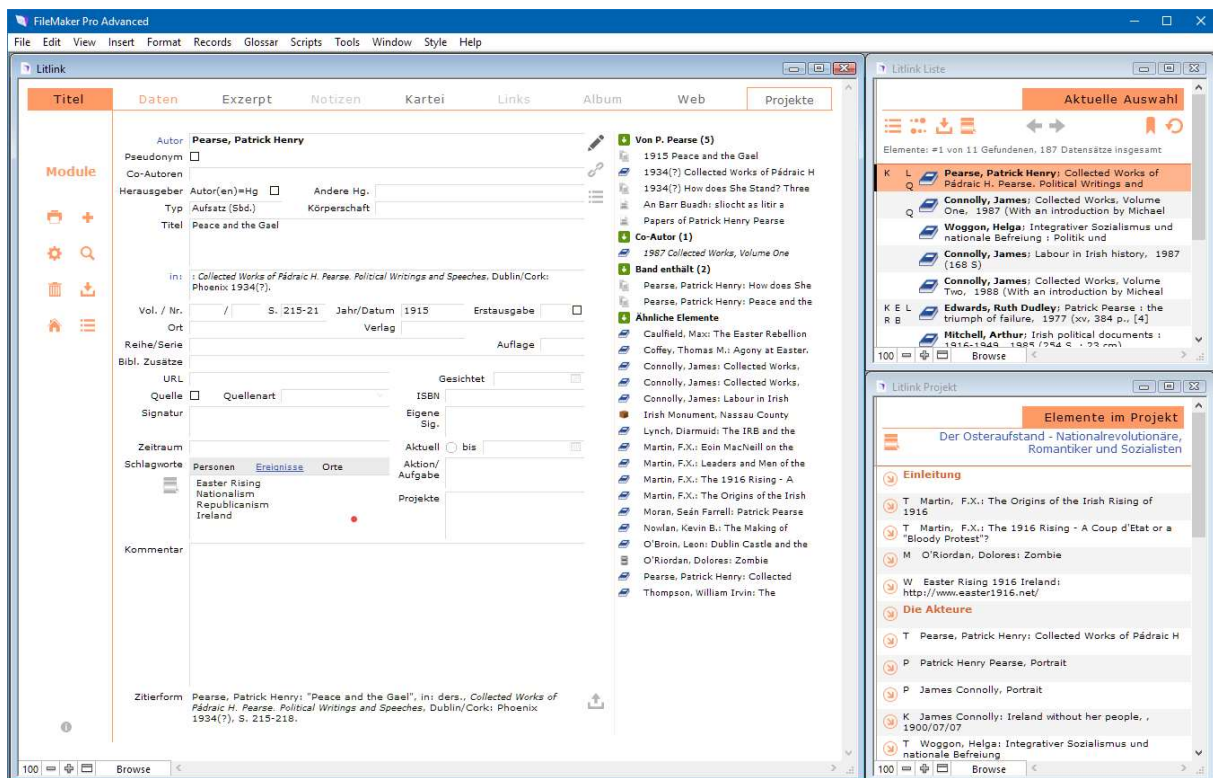 FileMaker Pro Advanced
File Edit View Insert Format Records Glossar Scripts Tools Window Style Help
Litlink
Titel Daten Exzerpt Notizen Kartei Links Album Web Projekte
Module
Autor Pearse, Patrick Henry
Pseudonym
Co-Autoren
Herausgeber Autor(en)=Hg Andere Hg.
Typ Aufsatz (Sbd.) Körperschaft
Titel Peace and the Gael
in: : Collected Works of Pádraic H. Pearse. Political Writings and Speeches, Dublin/Cork:
Phoenix 1934(?).
Vol. / Nr. / S. 215-21 Jahr/Datum 1915 Erstausgabe
Ort Verlag
Reihe/Serie Auflage
Bibl. Zusätze
URL Gesichtet
Quelle Quellenart ISBN
Signatur Eigene
Sig.
Zeitraum Aktuell bis
Schlagworte Personen Ereignisse Orte Aktion/
Aufgabe
Easter Rising
Nationalism
Republicanism
Ireland
Projekte
Kommentar
Zitierform Pearse, Patrick Henry: "Peace and the Gael", in: ders., Collected Works of
Pádraic H. Pearse. Political Writings and Speeches, Dublin/Cork: Phoenix
1934(?), S. 215-218.
Von P. Pearse (5)
1915 Peace and the Gael
1934(?) Collected Works of Pádraic H
1934(?) How does She Stand? Three
An Barr Buadh: sliocht as litir a
Papers of Patrick Henry Pearse
Co-Autor (1)
1987 Collected Works, Volume One
Band enthält (2)
Pearse, Patrick Henry: How does She
Pearse, Patrick Henry: Peace and the
Ähnliche Elemente
Caulfield, Max: The Easter Rebellion
Coffey, Thomas M.: Agony at Easter.
Connolly, James: Collected Works,
Connolly, James: Collected Works,
Connolly, James: Labour in Irish
Irish Monument, Nassau County
Lynch, Diarmuid: The IRB and the
Martin, F.X.: Eoin MacNeill on the
Martin, F.X.: Leaders and Men of the
Martin, F.X.: The 1916 Rising - A
Martin, F.X.: The Origins of the Irish
Moran, Seán Farrell: Patrick Pearse
Nowlan, Kevin B.: The Making of
O'Broin, Leon: Dublin Castle and the
O'Riordan, Dolores: Zombie
Pearse, Patrick Henry: Collected
Thompson, William Irvin: The
100 Browse
Litlink Liste
Aktuelle Auswahl
Elemente: #1 von 11 Gefundenen, 187 Datensätze insgesamt
K L Pearse, Patrick Henry; Collected Works of
Q Pádraic H. Pearse. Political Writings and
Connolly, James; Collected Works, Volume
Q One, 1987 (With an introduction by Michael
Woggon, Helga; Integrativer Sozialismus und
nationale Befreiung : Politik und
Connolly, James; Labour in Irish history, 1987
(168 S)
Connolly, James; Collected Works, Volume
Two, 1988 (With an introduction by Micheal
K E L Edwards, Ruth Dudley; Patrick Pearse : the
R B triumph of failure, 1977 (xv, 384 p., [4]
Mitchell, Arthur; Irish political documents :
1916-1949, 1985 (254 S. : 23 cm)
100 Browse
Litlink Projekt
Elemente im Projekt
Der Osteraufstand - Nationalrevolutionäre,
Romantiker und Sozialisten
Einleitung
T Martin, F.X.: The Origins of the Irish Rising of
1916
T Martin, F.X.: The 1916 Rising - A Coup d'Etat or a
"Bloody Protest"?
M O'Riordan, Dolores: Zombie
W Easter Rising 1916 Ireland:
http://www.easter1916.net/
Die Akteure
T Pearse, Patrick Henry: Collected Works of Pádraic H
P Patrick Henry Pearse, Portrait
P James Connolly, Portrait
K James Connolly: Ireland without her people, ,
1900/07/07
T Woggon, Helga: Integrativer Sozialismus und
nationale Befreiung
100 Browse